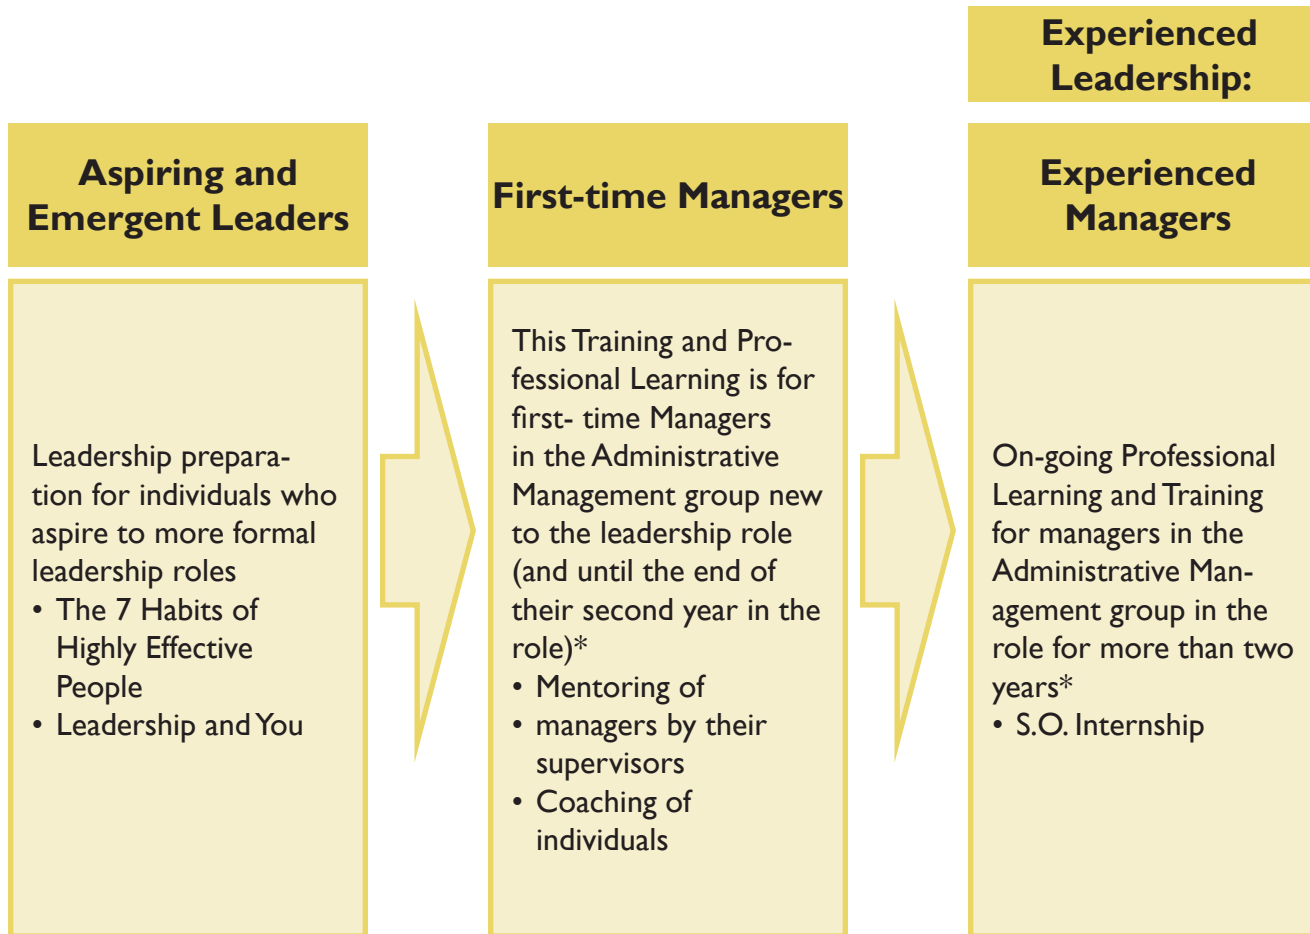 Experienced
Leadership:
Aspiring and
Emergent Leaders
First-time Managers
Experienced
Managers
Leadership prepara-
tion for individuals who
aspire to more formal
leadership roles
• The 7 Habits of
Highly Effective
People
• Leadership and You
This Training and Pro-
fessional Learning is for
first- time Managers
in the Administrative
Management group new
to the leadership role
(and until the end of
their second year in the
role)*
• Mentoring of
• managers by their
supervisors
• Coaching of
individuals
On-going Professional
Learning and Training
for managers in the
Administrative Man-
agement group in the
role for more than two
years*
• S.O. Internship